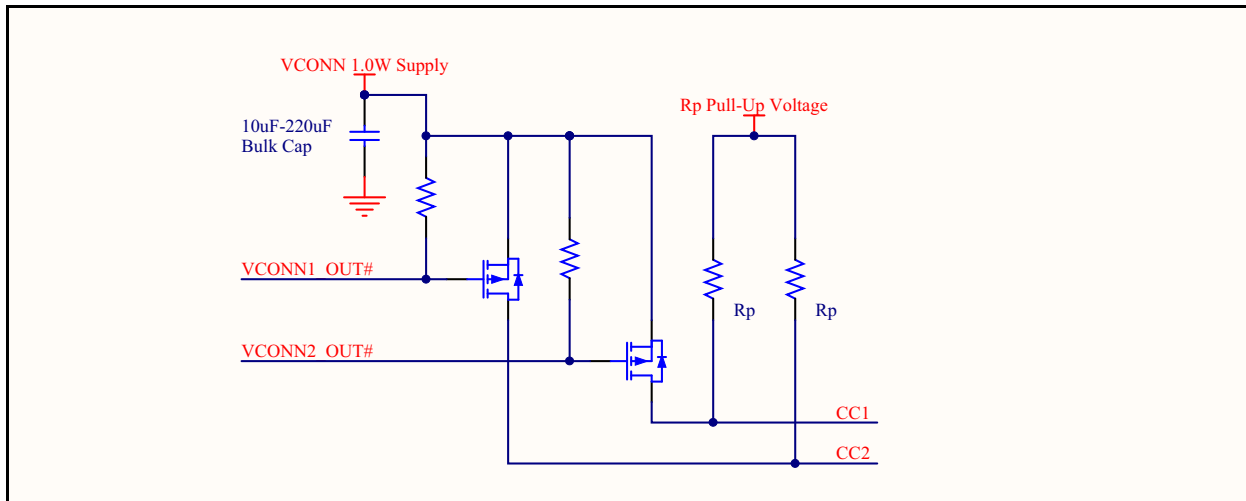 VCONN 1.0W Supply
Rp Pull-Up Voltage
10uF-220uF
Bulk Cap
VCONN1_OUT#
Rp
Rp
VCONN2_OUT#
CC1
CC2